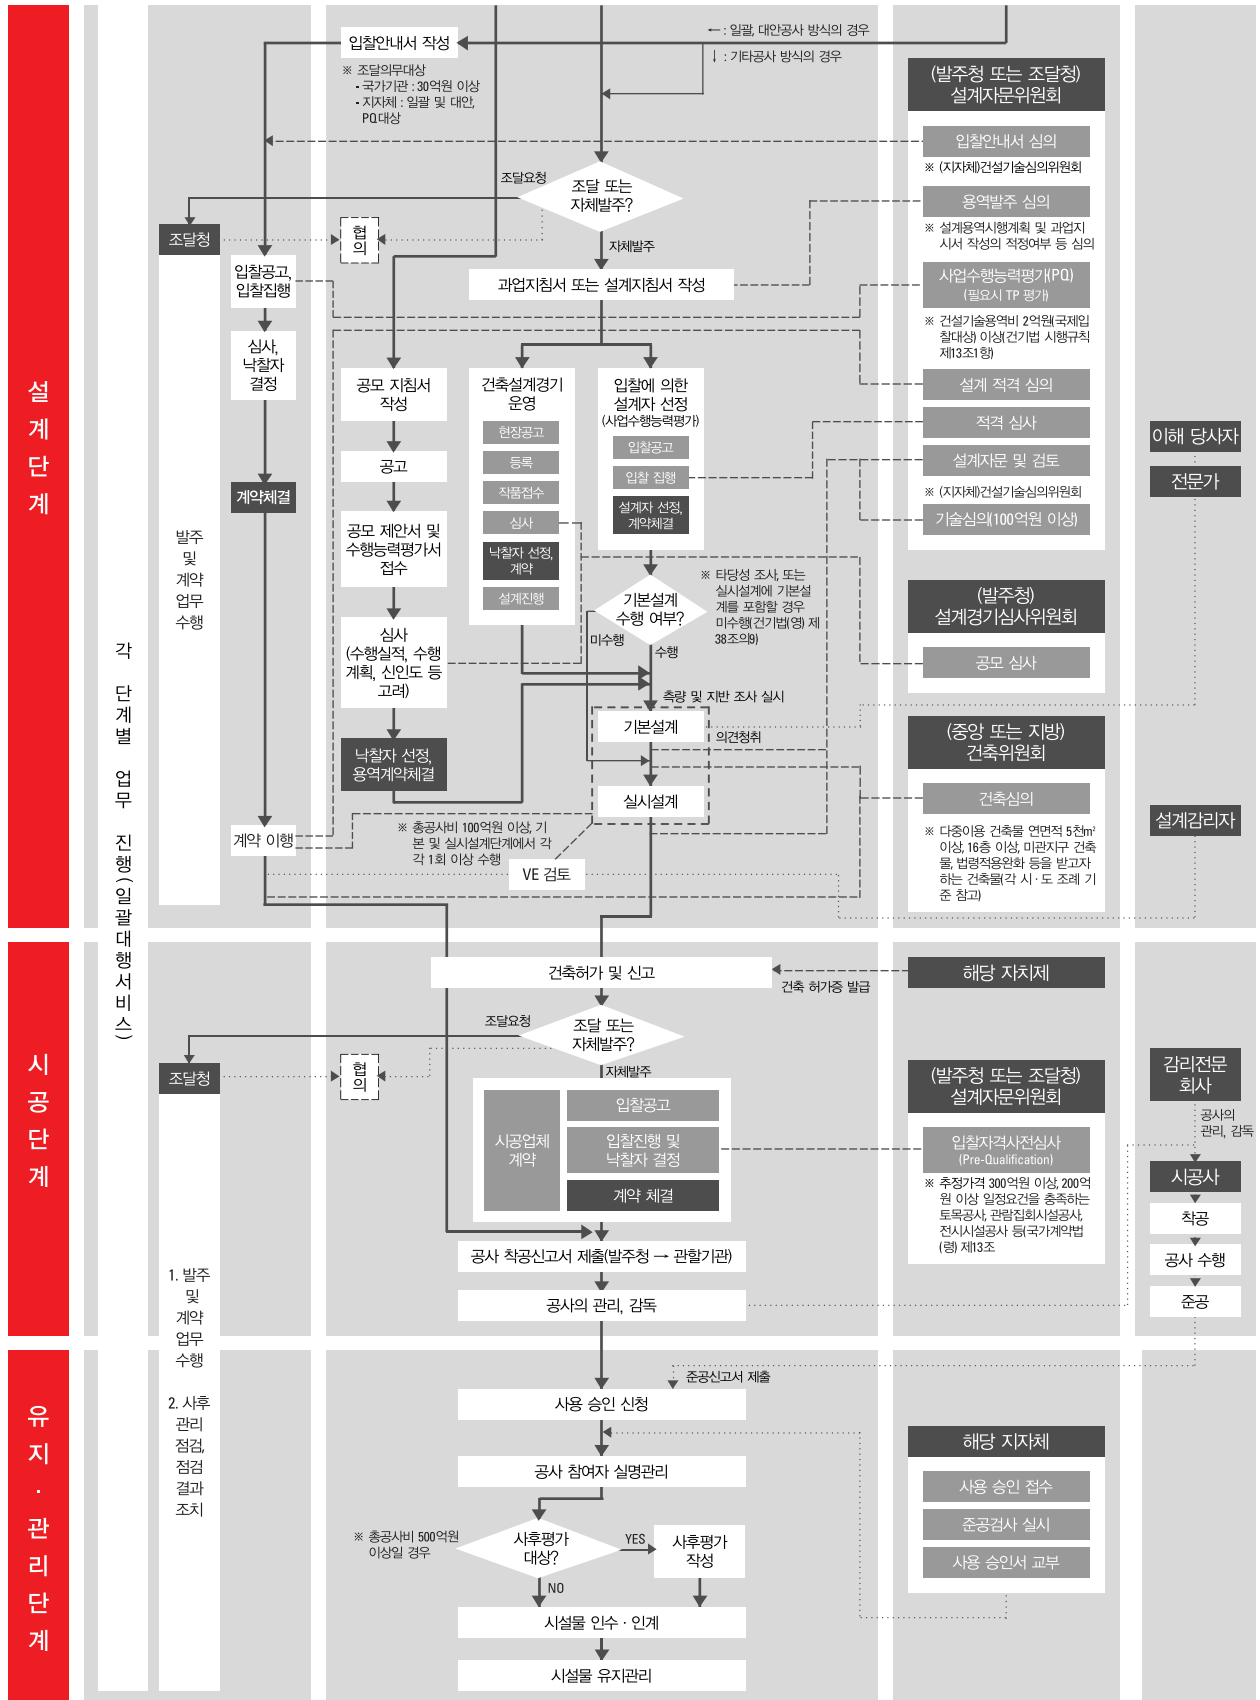 설계단계
시공단계
유지·관리단계
각 단계별 업무 진행(일괄대행서비스)
조달청
발주
및
계약
업무
수행
조달청
1. 발주
및
계약
업무
수행
2. 사후
관리
점검,
점검
결과
조치
← : 일괄, 대안공사 방식의 경우
↓ : 기타공사 방식의 경우
입찰안내서 작성
※ 조달의무대상
- 국가기관 : 30억원 이상
- 지자체 : 일괄 및 대안,
PQ대상
조달요청
조달 또는
자체발주?
협
의
자체발주
입찰공고,
입찰집행
심사,
낙찰자
결정
계약체결
계약 이행
과업지침서 또는 설계지침서 작성
공모 지침서
작성
공고
공모 제안서 및
수행능력평가서
접수
심사
(수행실적, 수행
계획, 신인도 등
고려)
낙찰자 선정,
용역계약체결
건축설계경기
운영
현장공고
등록
작품접수
심사
낙찰자 선정,
계약
설계진행
입찰에 의한
설계자 선정
(사업수행능력평가)
입찰공고
입찰 집행
설계자 선정,
계약체결
기본설계
수행 여부?
미수행
수행
※ 타당성 조사, 또는
실시설계에 기본설
계를 포함할 경우
미수행(건기법(영) 제
38조의9)
측량 및 지반 조사 실시
기본설계
의견청취
실시설계
※ 총공사비 100억원 이상, 기
본 및 실시설계단계에서 각
각 1회 이상 수행
VE 검토
(발주청 또는 조달청)
설계자문위원회
입찰안내서 심의
※ (지자체)건설기술심의위원회
용역발주 심의
※ 설계용역시행계획 및 과업지
시서 작성의 적정여부 등 심의
사업수행능력평가(PQ)
(필요시 TP 평가)
※ 건설기술용역비 2억원(국제입
찰대상) 이상(건기법 시행규칙
제13조1항)
설계 적격 심의
적격 심사
설계자문 및 검토
※ (지자체)건설기술심의위원회
기술심의(100억원 이상)
(발주청)
설계경기심사위원회
공모 심사
(중앙 또는 지방)
건축위원회
건축심의
※ 다중이용 건축물 연면적 5천㎡
이상, 16층 이상, 미관지구 건축
물, 법령적용완화 등을 받고자
하는 건축물(각 시·도 조례 기
준 참고)
이해 당사자
전문가
설계감리자
건축허가 및 신고
건축 허가증 발급
해당 자치제
조달요청
조달 또는
자체발주?
협
의
자체발주
시공업체
계약
입찰공고
입찰진행 및
낙찰자 결정
계약 체결
공사 착공신고서 제출(발주청 → 관할기관)
공사의 관리, 감독
(발주청 또는 조달청)
설계자문위원회
입찰자격사전심사
(Pre-Qualification)
※ 추정가격 300억원 이상, 200억
원 이상 일정요건을 충족하는
토목공사, 관람집회시설공사,
전시시설공사 등(국가계약법
(령) 제13조
감리전문
회사
공사의
관리, 감독
시공사
착공
공사 수행
준공
준공신고서 제출
사용 승인 신청
공사 참여자 실명관리
※ 총공사비 500억원
이상일 경우
사후평가
대상?
YES
NO
사후평가
작성
시설물 인수 · 인계
시설물 유지관리
해당 지자체
사용 승인 접수
준공검사 실시
사용 승인서 교부